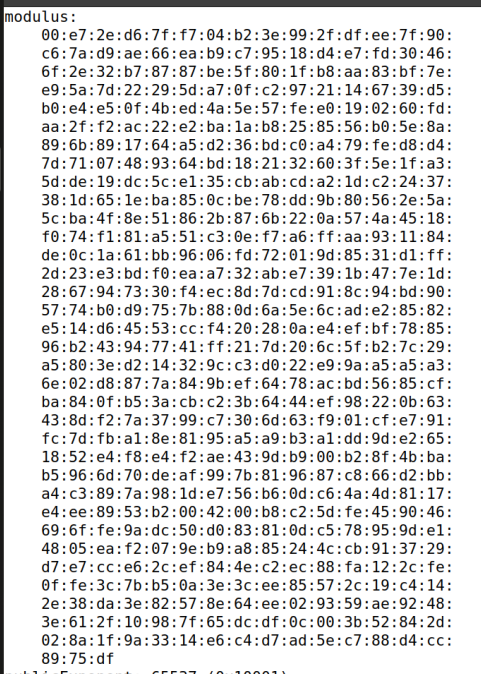 modulus:
00:e7:2e:d6:7f:f7:04:b2:3e:99:2f:df:ee:7f:90:
c6:7a:d9:ae:66:ea:b9:c7:95:18:d4:e7:fd:30:46:
6f:2e:32:b7:87:87:be:5f:80:1f:b8:aa:83:bf:7e:
e9:5a:7d:22:29:5d:a7:0f:c2:97:21:14:67:39:d5:
b0:e4:e5:0f:4b:ed:4a:5e:57:fe:e0:19:02:60:fd:
aa:2f:f2:ac:22:e2:ba:1a:b8:25:85:56:b0:5e:8a:
89:6b:89:17:64:a5:d2:36:bd:c0:a4:79:fe:d8:d4:
7d:71:07:48:93:64:bd:18:21:32:60:3f:5e:1f:a3:
5d:de:19:dc:5c:e1:35:cb:ab:cd:a2:1d:c2:24:37:
38:1d:65:1e:ba:85:0c:be:78:dd:9b:80:56:2e:5a:
5c:ba:4f:8e:51:86:2b:87:6b:22:0a:57:4a:45:18:
f0:74:f1:81:a5:51:c3:0e:f7:a6:ff:aa:93:11:84:
de:0c:1a:61:bb:96:06:fd:72:01:9d:85:31:d1:ff:
2d:23:e3:bd:f0:ea:a7:32:ab:e7:39:1b:47:7e:1d:
28:67:94:73:30:f4:ec:8d:7d:cd:91:8c:94:bd:90:
57:74:b0:d9:75:7b:88:0d:6a:5e:6c:ad:e2:85:82:
e5:14:d6:45:53:cc:f4:20:28:0a:e4:ef:bf:78:85:
96:b2:43:94:77:41:ff:21:7d:20:6c:5f:b2:7c:29:
a5:80:3e:d2:14:32:9c:c3:d0:22:e9:9a:a5:a5:a3:
6e:02:d8:87:7a:84:9b:ef:64:78:ac:bd:56:85:cf:
ba:84:0f:b5:3a:cb:c2:3b:64:44:ef:98:22:0b:63:
43:8d:f2:7a:37:99:c7:30:6d:63:f9:01:cf:e7:91:
fc:7d:fb:a1:8e:81:95:a5:a9:b3:a1:dd:9d:e2:65:
18:52:e4:f8:e4:f2:ae:43:9d:b9:00:b2:8f:4b:ba:
b5:96:6d:70:de:af:99:7b:81:96:87:c8:66:d2:bb:
a4:c3:89:7a:98:1d:e7:56:b6:0d:c6:4a:4d:81:17:
e4:ee:89:53:b2:00:42:00:b8:c2:5d:fe:45:90:46:
69:6f:fe:9a:dc:50:d0:83:81:0d:c5:78:95:9d:e1:
48:05:ea:f2:07:9e:b9:a8:85:24:4c:cb:91:37:29:
d7:e7:cc:e6:2c:ef:84:4e:c2:ec:88:fa:12:2c:fe:
0f:fe:3c:7b:b5:0a:3e:3c:ee:85:57:2c:19:c4:14:
2e:38:da:3e:82:57:8e:64:ee:02:93:59:ae:92:48:
3e:61:2f:10:98:7f:65:dc:df:0c:00:3b:52:84:2d:
02:8a:1f:9a:33:14:e6:c4:d7:ad:5e:c7:88:d4:cc:
89:75:df